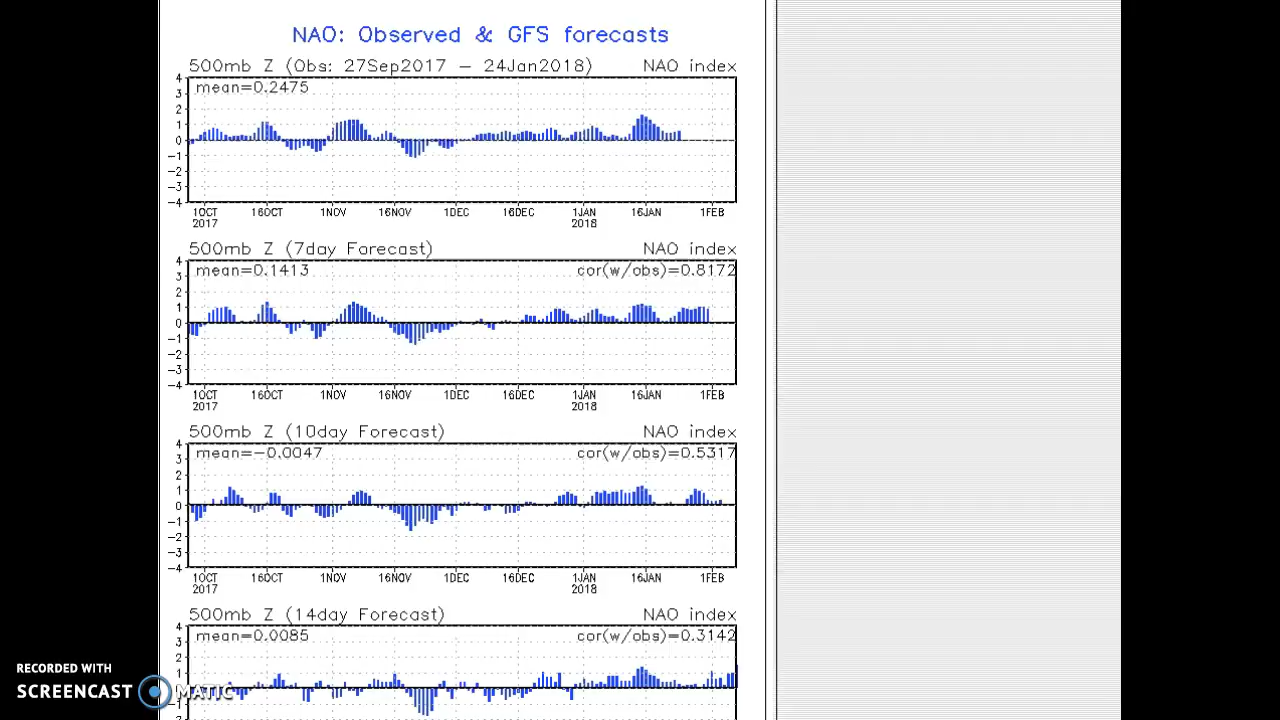 NAO: Observed & GFS forecasts
500mb Z (Obs: 27Sep2017 – 24Jan2018) NAO index
mean=0.2475
4
3
2
1
0
−1
−2
−3
−4
1OCT 16OCT 1NOV 16NOV 1DEC 16DEC 1JAN 16JAN 1FEB
2017 2018
500mb Z (7day Forecast) NAO index
mean=0.1413 cor(w/obs)=0.8172
4
3
2
1
0
−1
−2
−3
−4
1OCT 16OCT 1NOV 16NOV 1DEC 16DEC 1JAN 16JAN 1FEB
2017 2018
500mb Z (10day Forecast) NAO index
mean=−0.0047 cor(w/obs)=0.5317
4
3
2
1
0
−1
−2
−3
−4
1OCT 16OCT 1NOV 16NOV 1DEC 16DEC 1JAN 16JAN 1FEB
2017 2018
500mb Z (14day Forecast) NAO index
mean=0.0085 cor(w/obs)=0.3142
4
3
2
1
0
RECORDED WITH
SCREENCAST MATIC